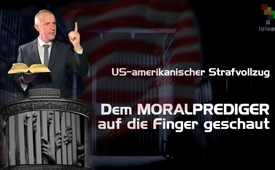 US-amerikanischer Strafvollzug
Dem MORALPREDIGER
auf die Finger geschaut